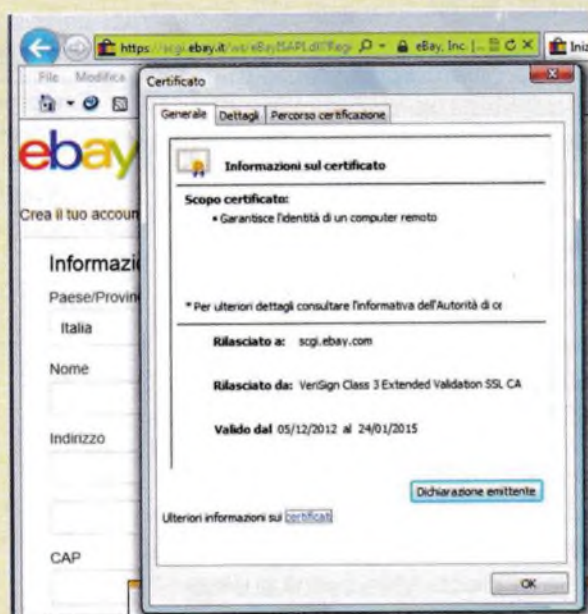 https://scgi.ebay.it/ws/eBayISAPI.dll?Regi
eBay, Inc. [...
Iniz
File Modifica
Certificato
Generale Dettagli Percorso certificazione
ebay
Informazioni sul certificato
Scopo certificato:
• Garantisce l'identità di un computer remoto
Crea il tuo accoun
Informazi
Paese/Provin
Italia
* Per ulteriori dettagli consultare l'informativa dell'Autorità di ce
Rilasciato a: scgi.ebay.com
Nome
Rilasciato da: VeriSign Class 3 Extended Validation SSL CA
Indirizzo
Valido dal 05/12/2012 al 24/01/2015
Dichiarazione emittente
Ulteriori informazioni sui certificati
CAP
OK